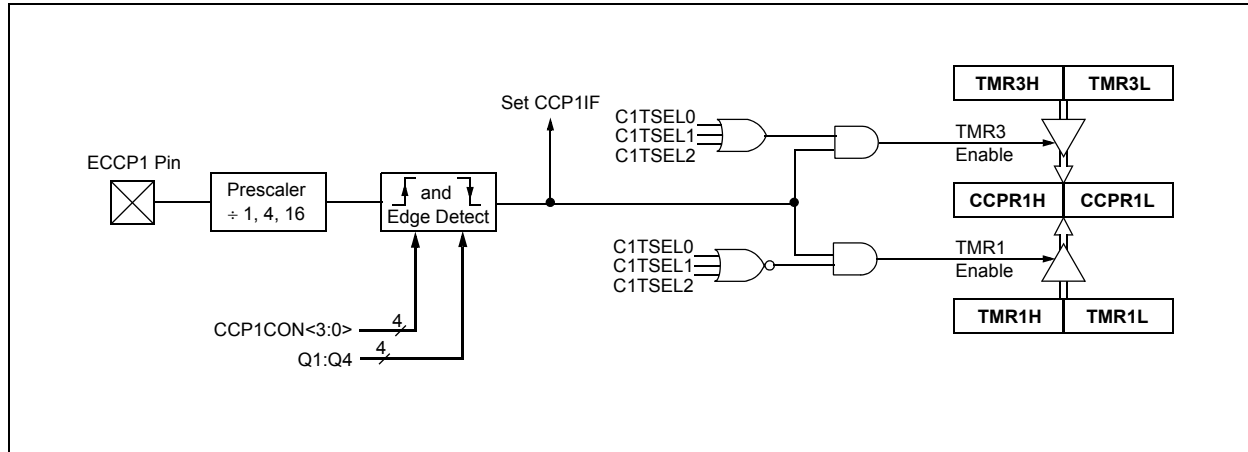 TMR3H TMR3L
Set CCP1IF
C1TSEL0
C1TSEL1
C1TSEL2
TMR3
Enable
ECCP1 Pin
Prescaler
÷ 1, 4, 16
and
Edge Detect
CCPR1H CCPR1L
C1TSEL0
C1TSEL1
C1TSEL2
TMR1
Enable
TMR1H TMR1L
CCP1CON<3:0>
4
Q1:Q4
4